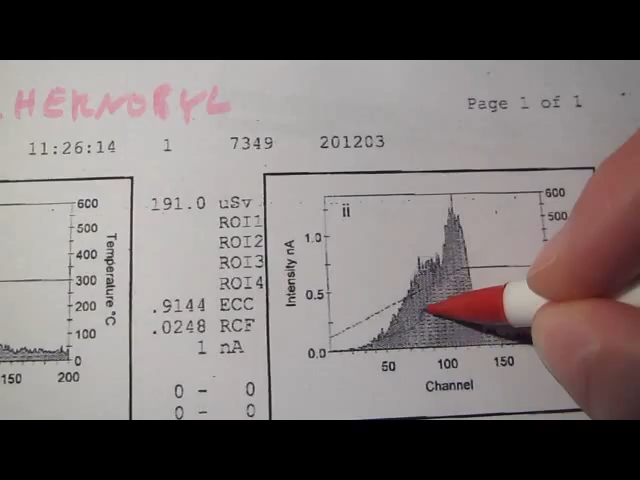 .HERNOBYL
Page 1 of 1
11:26:14 1 7349 201203
191.0 uSv
ROI1
ROI2
ROI3
ROI4
.9144 ECC
.0248 RCF
1 nA
0 - 0
0 - 0
600
500
400
300
200
100
0
Temperature °C
150 200
ii
Intensity nA
1.0
0.5
0.0
600
500
50 100 150
Channel